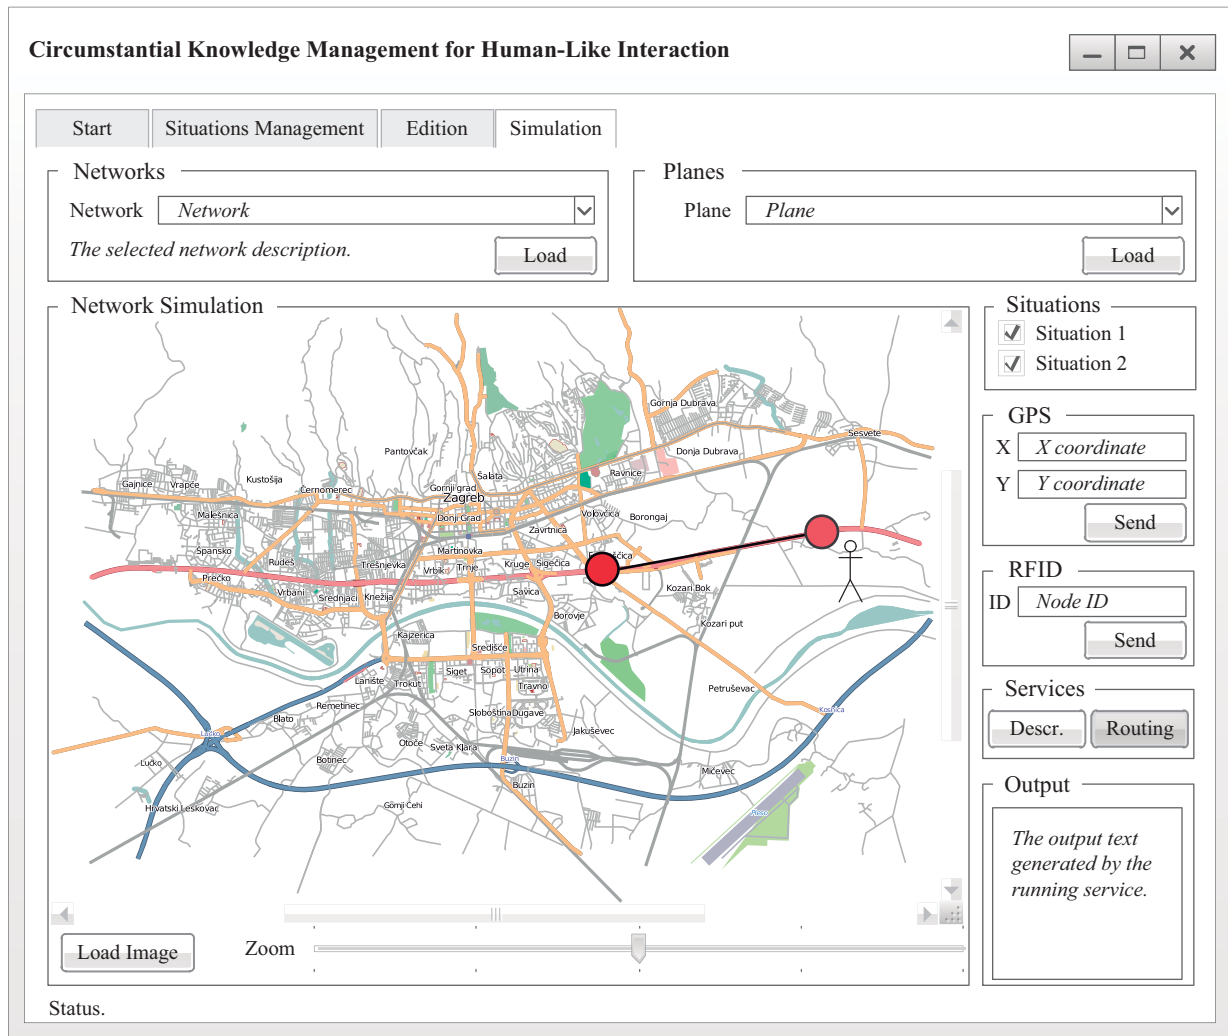 Circumstantial Knowledge Management for Human-Like Interaction
Start
Situations Management
Edition
Simulation
Networks
Network
Network
The selected network description.
Load
Planes
Plane
Plane
Load
Network Simulation
Gornja Dubrava
Sesvete
Pantovčak
Donja Dubrava
Šalata
Ravnice
Gajnice
Vrapče
Kustošija
Černomerec
Gornji grad
Zagreb
Malešnica
Donji Grad
Volovčica
Borongaj
Zavrtnica
Špansko
Martinovka
Rudeš
Trešnjevka
Vrbik
Trnje
Kruge
Sigečica
Prečko
Vrbani
Srednjaci
Knežija
Savica
Kozari Bok
Borovje
Kozari put
Kajzerica
Središće
Siget
Sopot
Utrina
Lanište
Trokut
Travno
Petruševac
Remetinec
Blato
Sloboština
Dugave
Kosnica
Lučko
Jakuševec
Otoče
Sveta Klara
Lučko
Botinec
Buzin
Mičevec
Buzin
Hrvatski Leskovac
Gornji Čehi
Load Image
Zoom
Situations
Situation 1
Situation 2
GPS
X
X coordinate
Y
Y coordinate
Send
RFID
ID
Node ID
Send
Services
Descr.
Routing
Output
The output text
generated by the
running service.
Status.